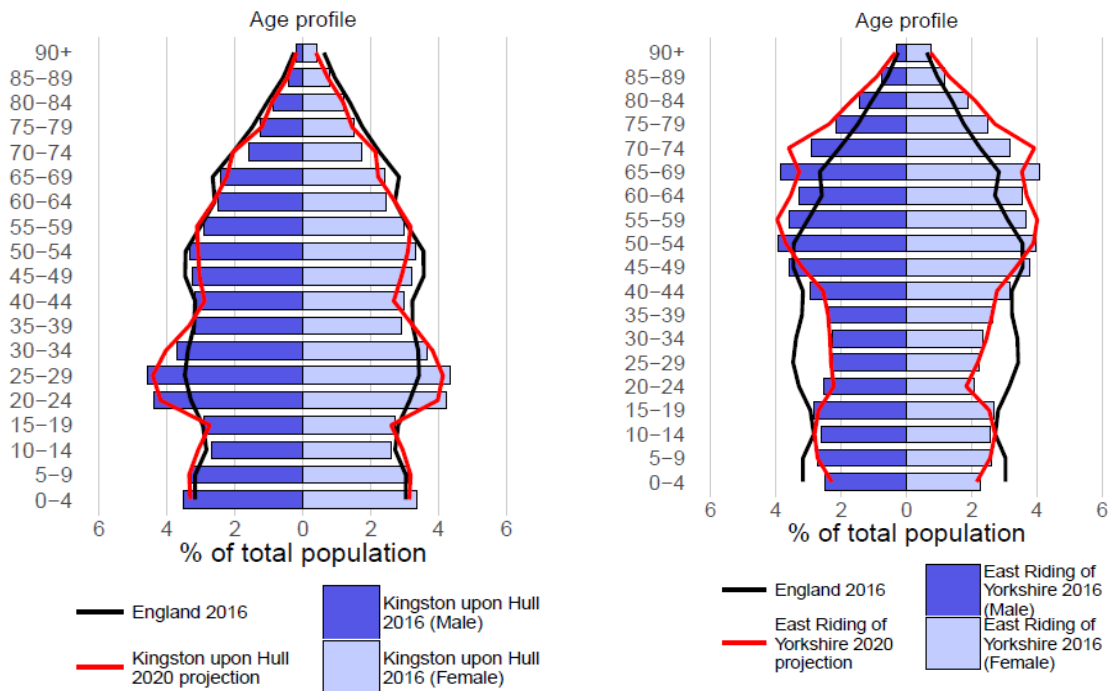 Age profile
90+
85−89
80−84
75−79
70−74
65−69
60−64
55−59
50−54
45−49
40−44
35−39
30−34
25−29
20−24
15−19
10−14
5−9
0−4
6 4 2 0 2 4 6
% of total population
England 2016
Kingston upon Hull
2020 projection
Kingston upon Hull
2016 (Male)
Kingston upon Hull
2016 (Female)
Age profile
90+
85−89
80−84
75−79
70−74
65−69
60−64
55−59
50−54
45−49
40−44
35−39
30−34
25−29
20−24
15−19
10−14
5−9
0−4
6 4 2 0 2 4 6
% of total population
England 2016
East Riding of
Yorkshire 2020
projection
East Riding of
Yorkshire 2016
(Male)
East Riding of
Yorkshire 2016
(Female)